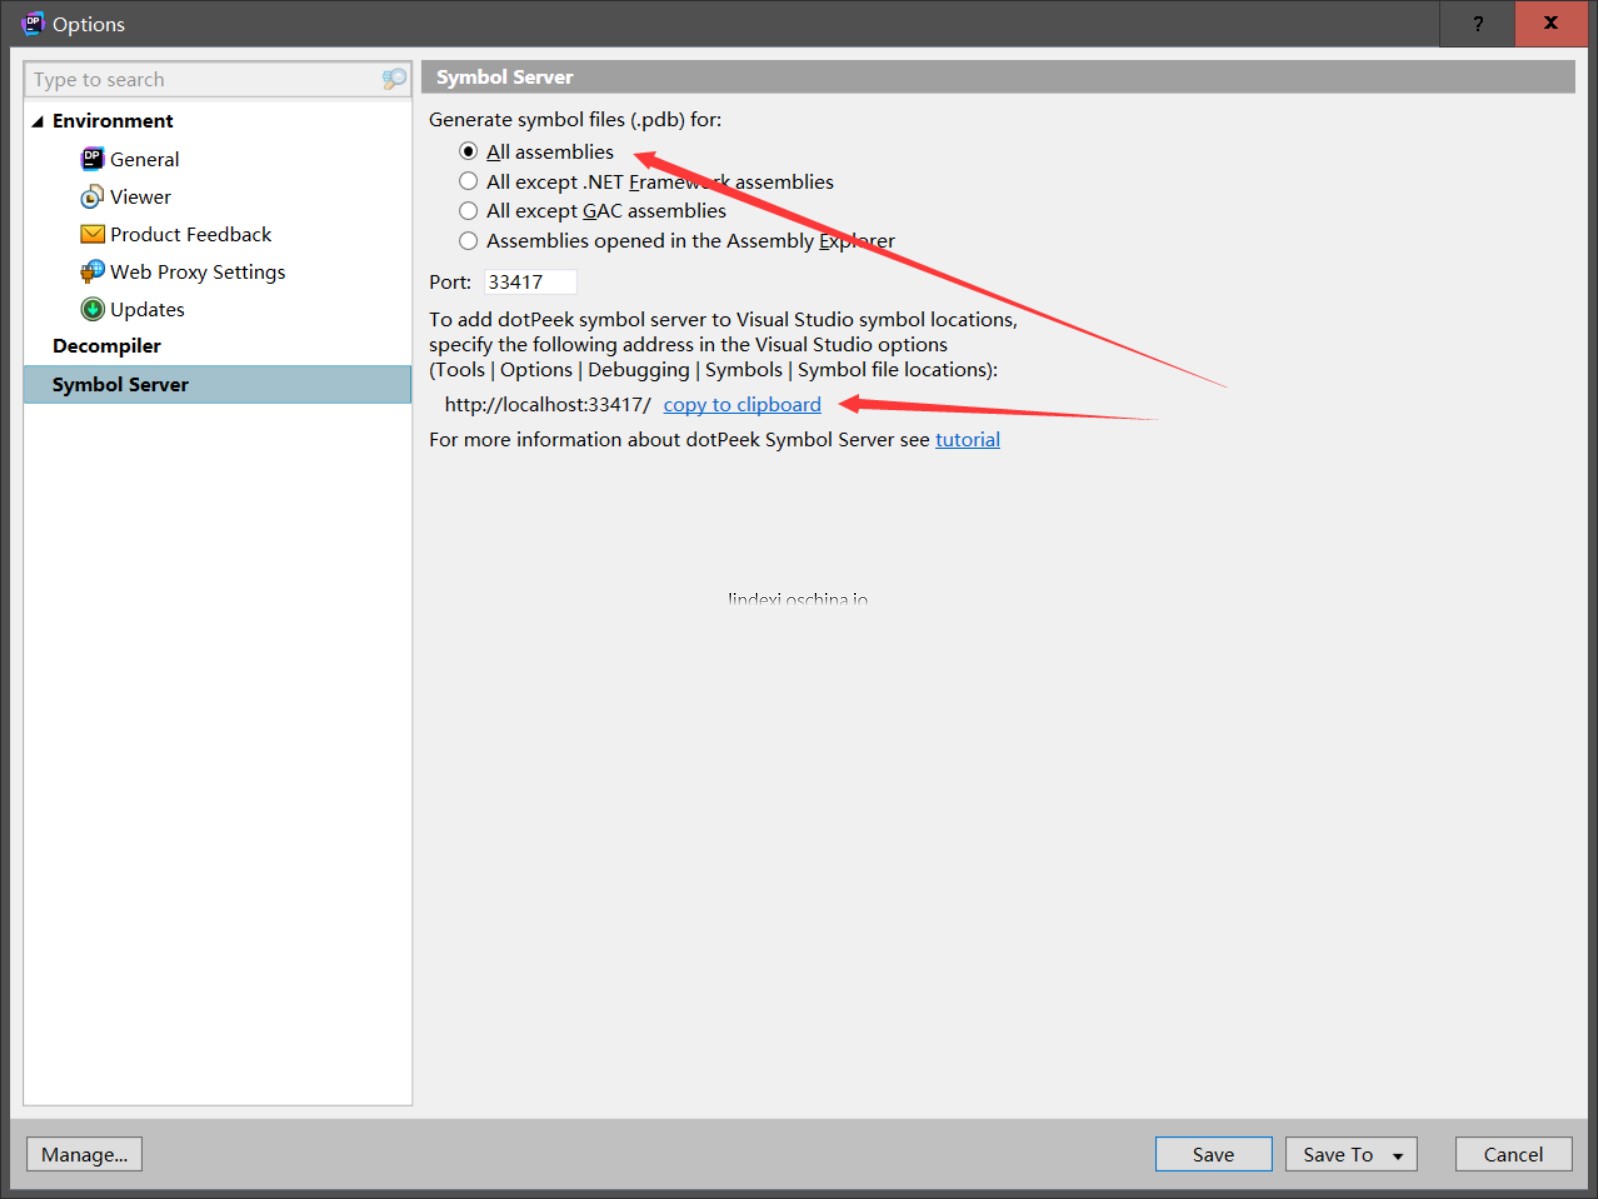 DP Options ? X
Type to search
Environment
DP General
Viewer
Product Feedback
Web Proxy Settings
Updates
Decompiler
Symbol Server
Symbol Server
Generate symbol files (.pdb) for:
All assemblies
All except .NET Framework assemblies
All except GAC assemblies
Assemblies opened in the Assembly Explorer
Port: 33417
To add dotPeek symbol server to Visual Studio symbol locations,
specify the following address in the Visual Studio options
(Tools | Options | Debugging | Symbols | Symbol file locations):
http://localhost:33417/ copy to clipboard
For more information about dotPeek Symbol Server see tutorial
lindexi.oschina.io
Manage... Save Save To Cancel